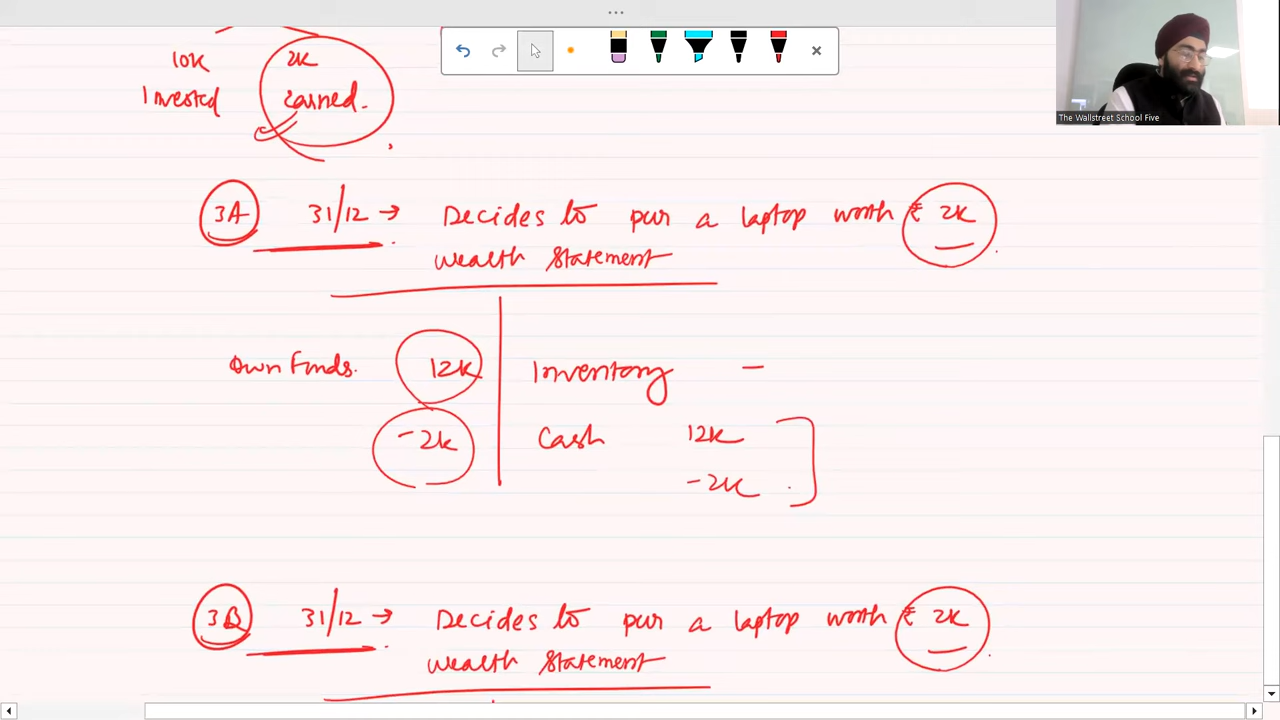 10K 2K
Invested Earned.
The Wallstreet School Five
3A 31/12 → Decides to pur a laptop worth ₹ 2K
Wealth Statement
Own Funds. 12K Inventory -
-2K Cash 12K
-2K
3B 31/12 → Decides to pur a laptop worth ₹ 2K
Wealth Statement